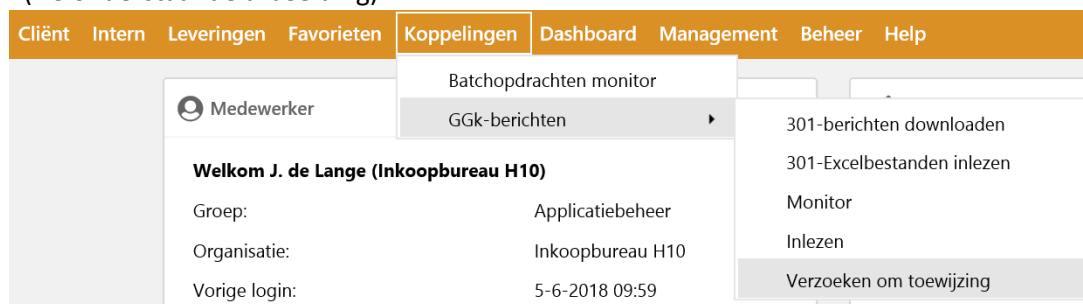 Cliënt Intern Leveringen Favorieten Koppelingen Dashboard Management Beheer Help
Batchopdrachten monitor
Medewerker
GGk-berichten
301-berichten downloaden
301-Excelbestanden inlezen
Welkom J. de Lange (Inkoopbureau H10)
Monitor
Groep: Applicatiebeheer
Inlezen
Organisatie: Inkoopbureau H10
Verzoeken om toewijzing
Vorige login: 5-6-2018 09:59